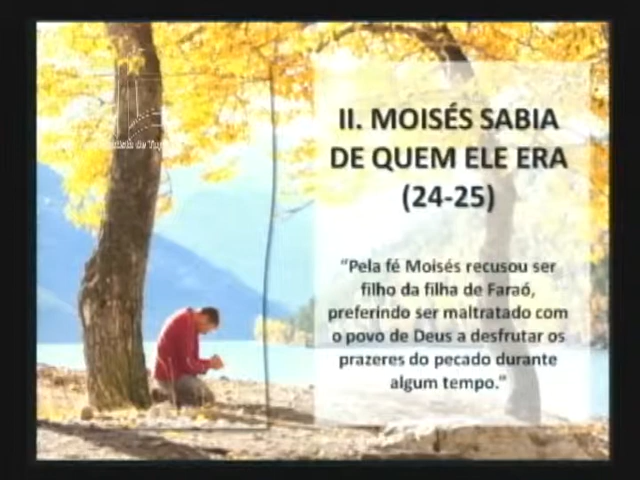 II. MOISÉS SABIA
DE QUEM ELE ERA
(24-25)
“Pela fé Moisés recusou ser
filho da filha de Faraó,
preferindo ser maltratado com
o povo de Deus a desfrutar os
prazeres do pecado durante
algum tempo.”